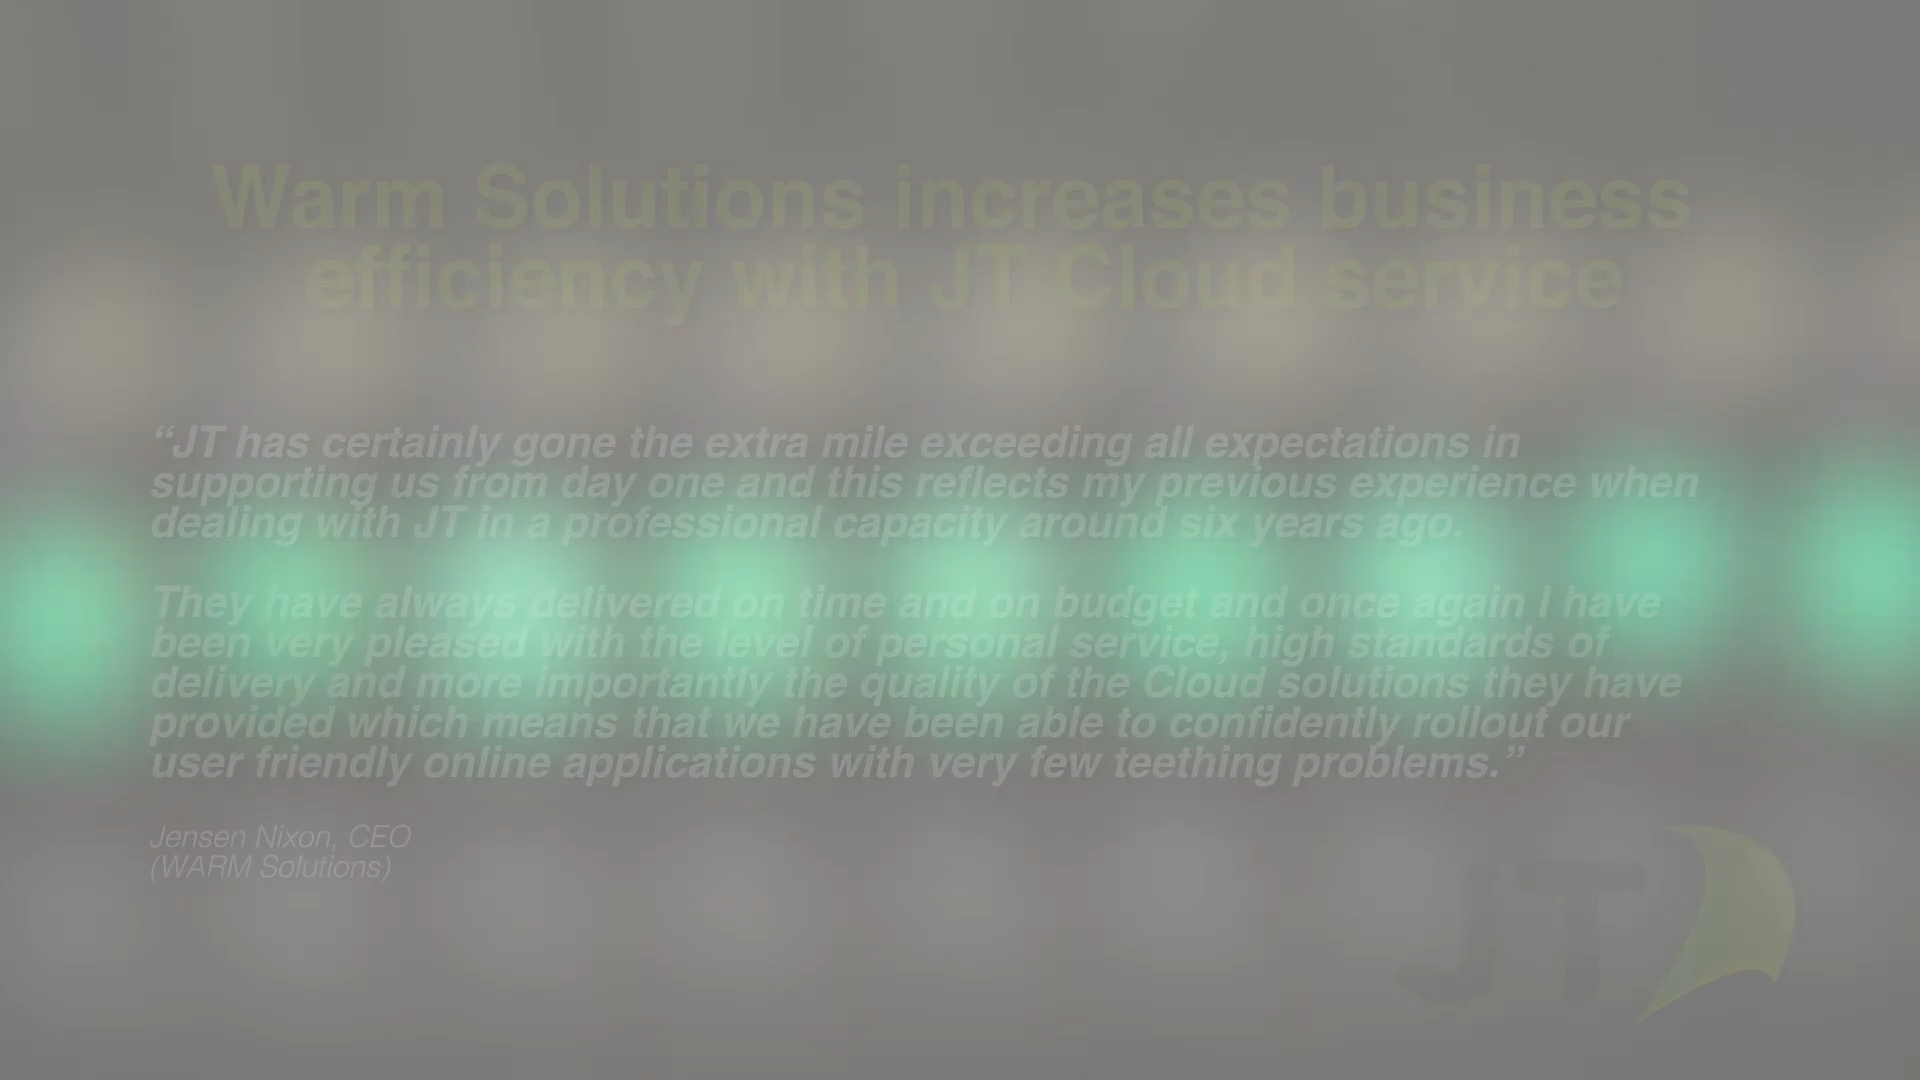 Warm Solutions increases business
efficiency with JT Cloud service
“JT has certainly gone the extra mile exceeding all expectations in
supporting us from day one and this reflects my previous experience when
dealing with JT in a professional capacity around six years ago.
They have always delivered on time and on budget and once again I have
been very pleased with the level of personal service, high standards of
delivery and more importantly the quality of the Cloud solutions they have
provided which means that we have been able to confidently rollout our
user friendly online applications with very few teething problems.”
Jensen Nixon, CEO
(WARM Solutions)
JT